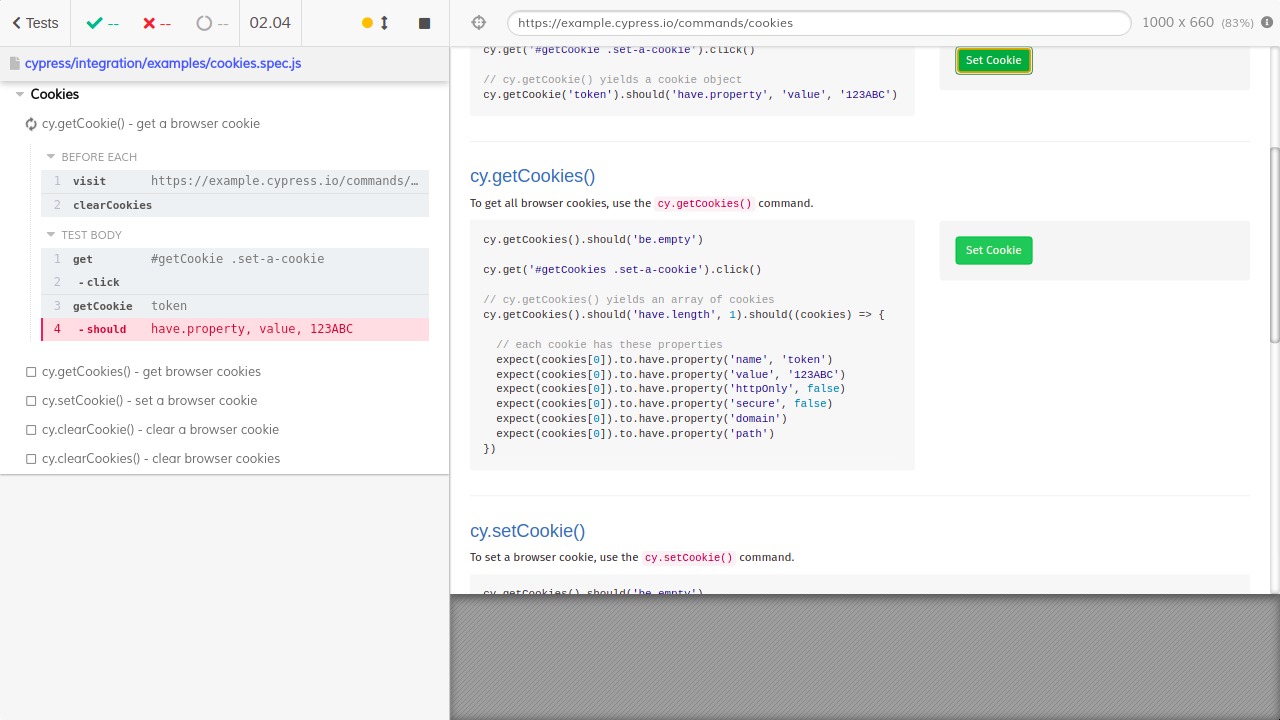 Tests
--
--
--
02.04
https://example.cypress.io/commands/cookies
1000 x 660 (83%)
cypress/integration/examples/cookies.spec.js
Cookies
cy.getCookie() - get a browser cookie
BEFORE EACH
1 visit https://example.cypress.io/commands/…
2 clearCookies
TEST BODY
1 get #getCookie .set-a-cookie
2 - click
3 getCookie token
4 - should have.property, value, 123ABC
cy.getCookies() - get browser cookies
cy.setCookie() - set a browser cookie
cy.clearCookie() - clear a browser cookie
cy.clearCookies() - clear browser cookies
cy.get('#getCookie .set-a-cookie').click()
// cy.getCookie() yields a cookie object
cy.getCookie('token').should('have.property', 'value', '123ABC')
Set Cookie
cy.getCookies()
To get all browser cookies, use the cy.getCookies() command.
cy.getCookies().should('be.empty')
cy.get('#getCookies .set-a-cookie').click()
// cy.getCookies() yields an array of cookies
cy.getCookies().should('have.length', 1).should((cookies) => {
// each cookie has these properties
expect(cookies[0]).to.have.property('name', 'token')
expect(cookies[0]).to.have.property('value', '123ABC')
expect(cookies[0]).to.have.property('httpOnly', false)
expect(cookies[0]).to.have.property('secure', false)
expect(cookies[0]).to.have.property('domain')
expect(cookies[0]).to.have.property('path')
})
Set Cookie
cy.setCookie()
To set a browser cookie, use the cy.setCookie() command.
cy.getCookies().should('be.empty')